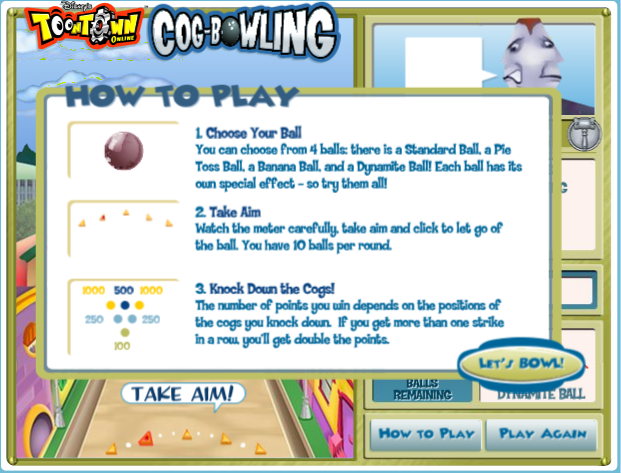 Disney's
TOONTOWN
ONLINE
COG-BOWLING
HOW TO PLAY
1. Choose Your Ball
You can choose from 4 balls: there is a Standard Ball, a Pie
Toss Ball, a Banana Ball, and a Dynamite Ball! Each ball has its
own special effect - so try them all!
2. Take Aim
Watch the meter carefully, take aim and click to let go of
the ball. You have 10 balls per round.
1000 500 1000
250 250
100
3. Knock Down the Cogs!
The number of points you win depends on the positions of
the cogs you knock down. If you get more than one strike
in a row, you'll get double the points.
LET'S BOWL!
TAKE AIM!
BALLS
REMAINING
DYNAMITE BALL
HOW TO PLAY
PLAY AGAIN